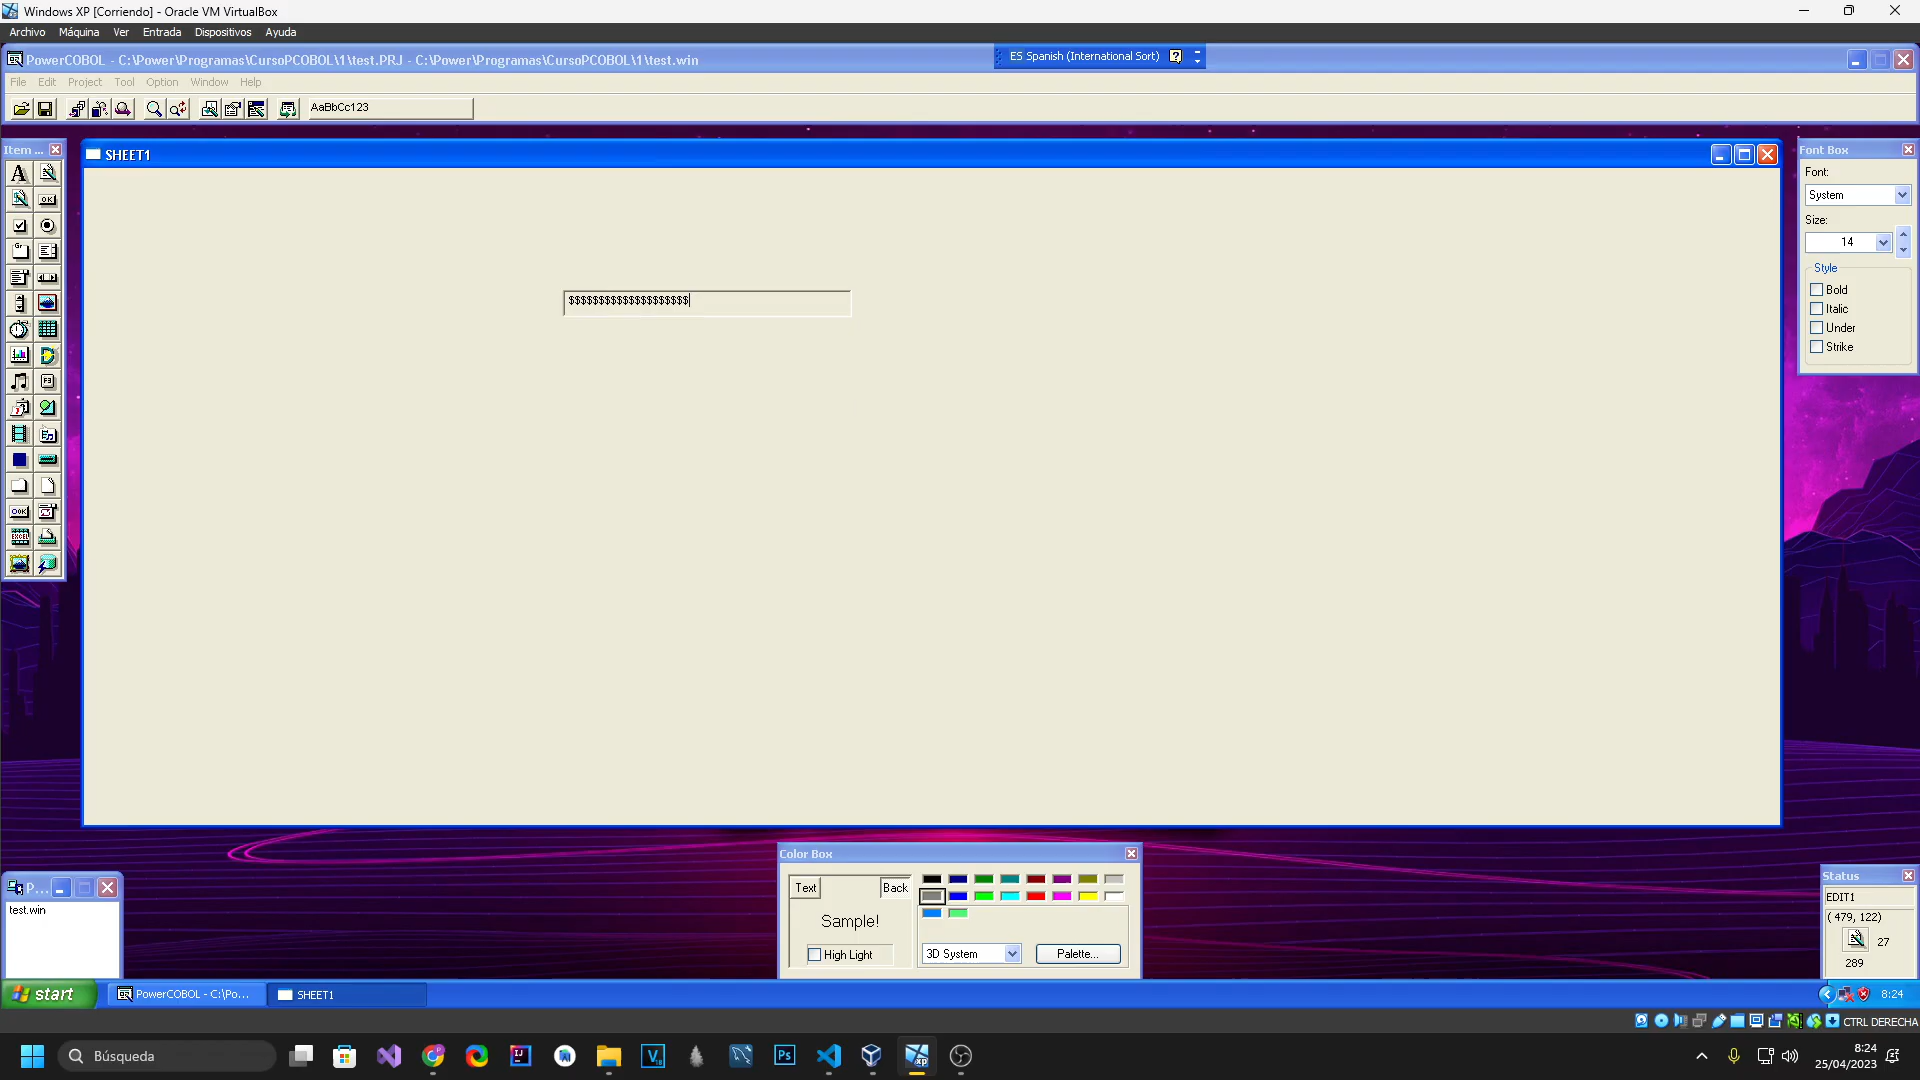 Windows XP [Corriendo] - Oracle VM VirtualBox
Archivo Máquina Ver Entrada Dispositivos Ayuda
PowerCOBOL - C:\Power\Programas\CursoPCOBOL\1\test.PRJ - C:\Power\Programas\CursoPCOBOL\1\test.win
ES Spanish (International Sort)
File Edit Project Tool Option Window Help
AaBbCc123
Item ...
SHEET1
Font Box
Font:
System
Size:
14
Style
Bold
Italic
Under
Strike
$$$$$$$$$$$$$$$$$$$$
Color Box
Text
Back
Sample!
High Light
3D System
Palette...
P...
test.win
Status
EDIT1
( 479, 122)
27
289
start
PowerCOBOL - C:\Po...
SHEET1
8:24
CTRL DERECHA
Búsqueda
8:24
25/04/2023